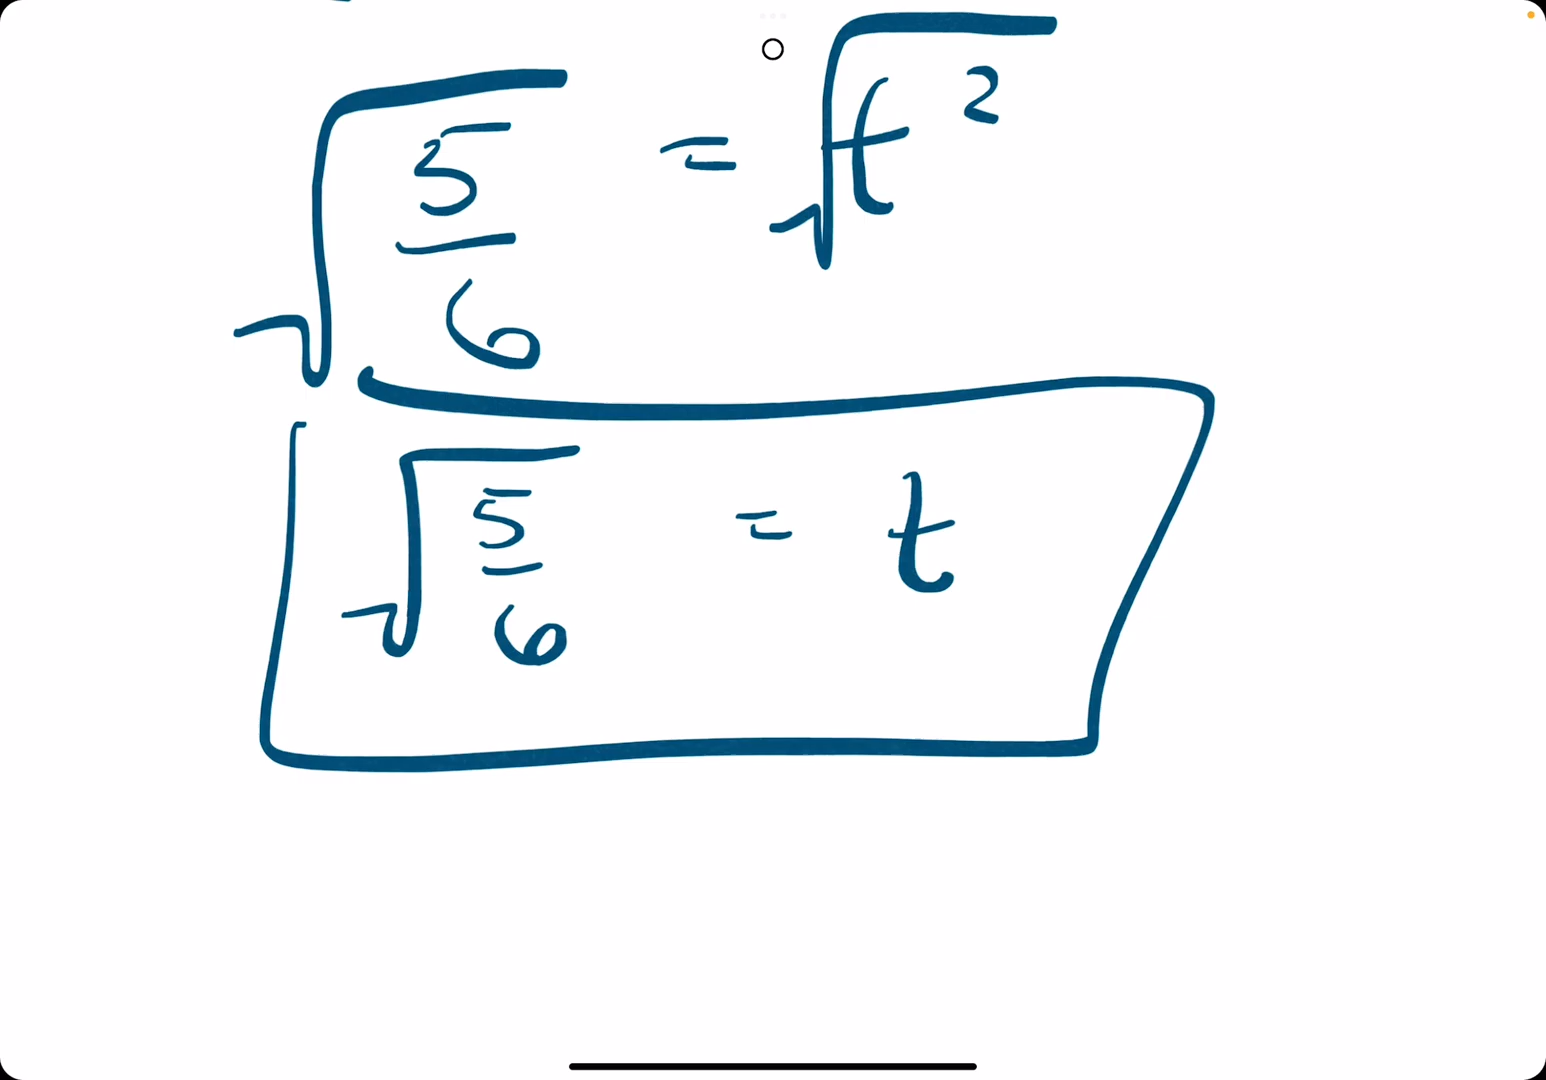 √(5/6) = √(t²)
√(5/6) = t